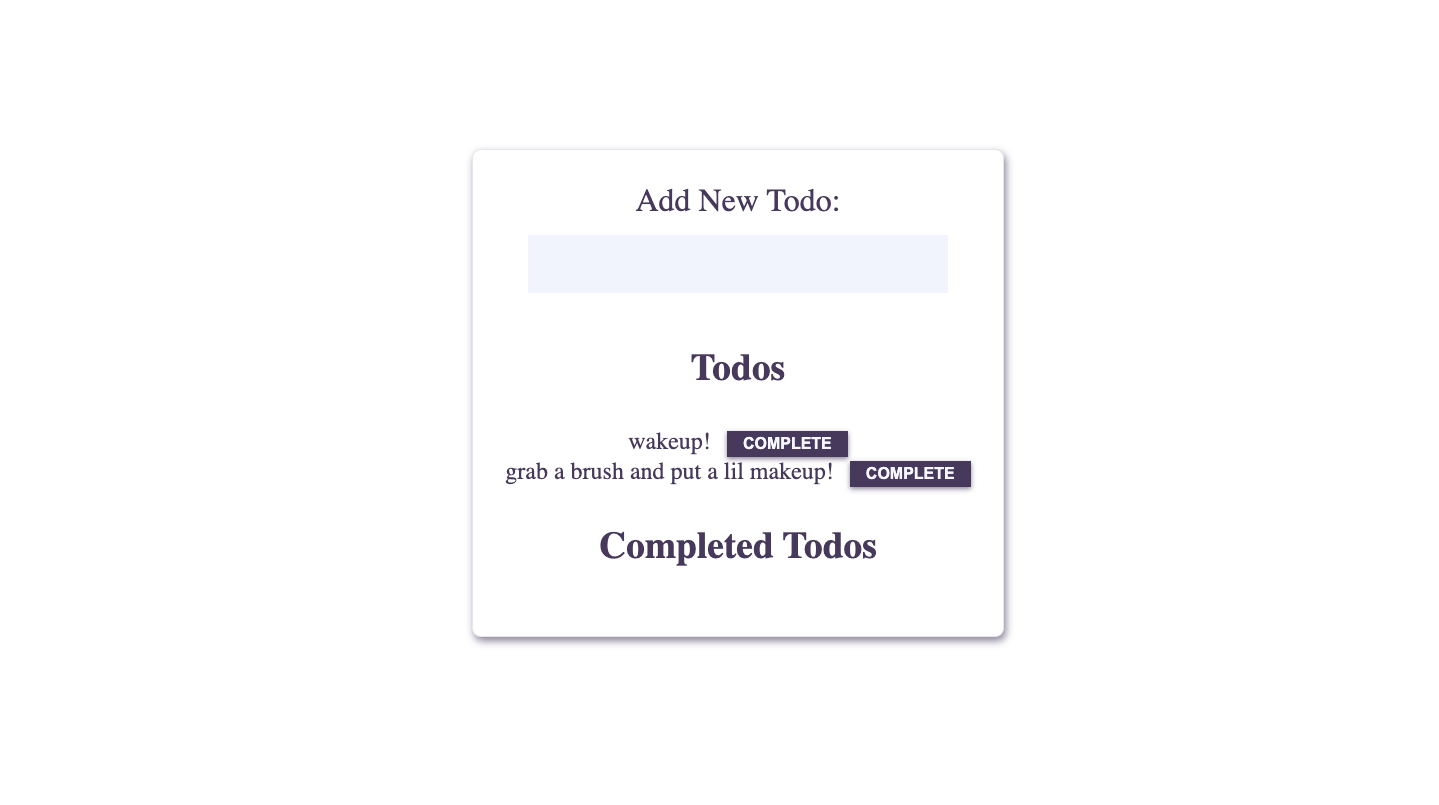 Add New Todo:
Todos
wakeup! COMPLETE
grab a brush and put a lil makeup! COMPLETE
Completed Todos